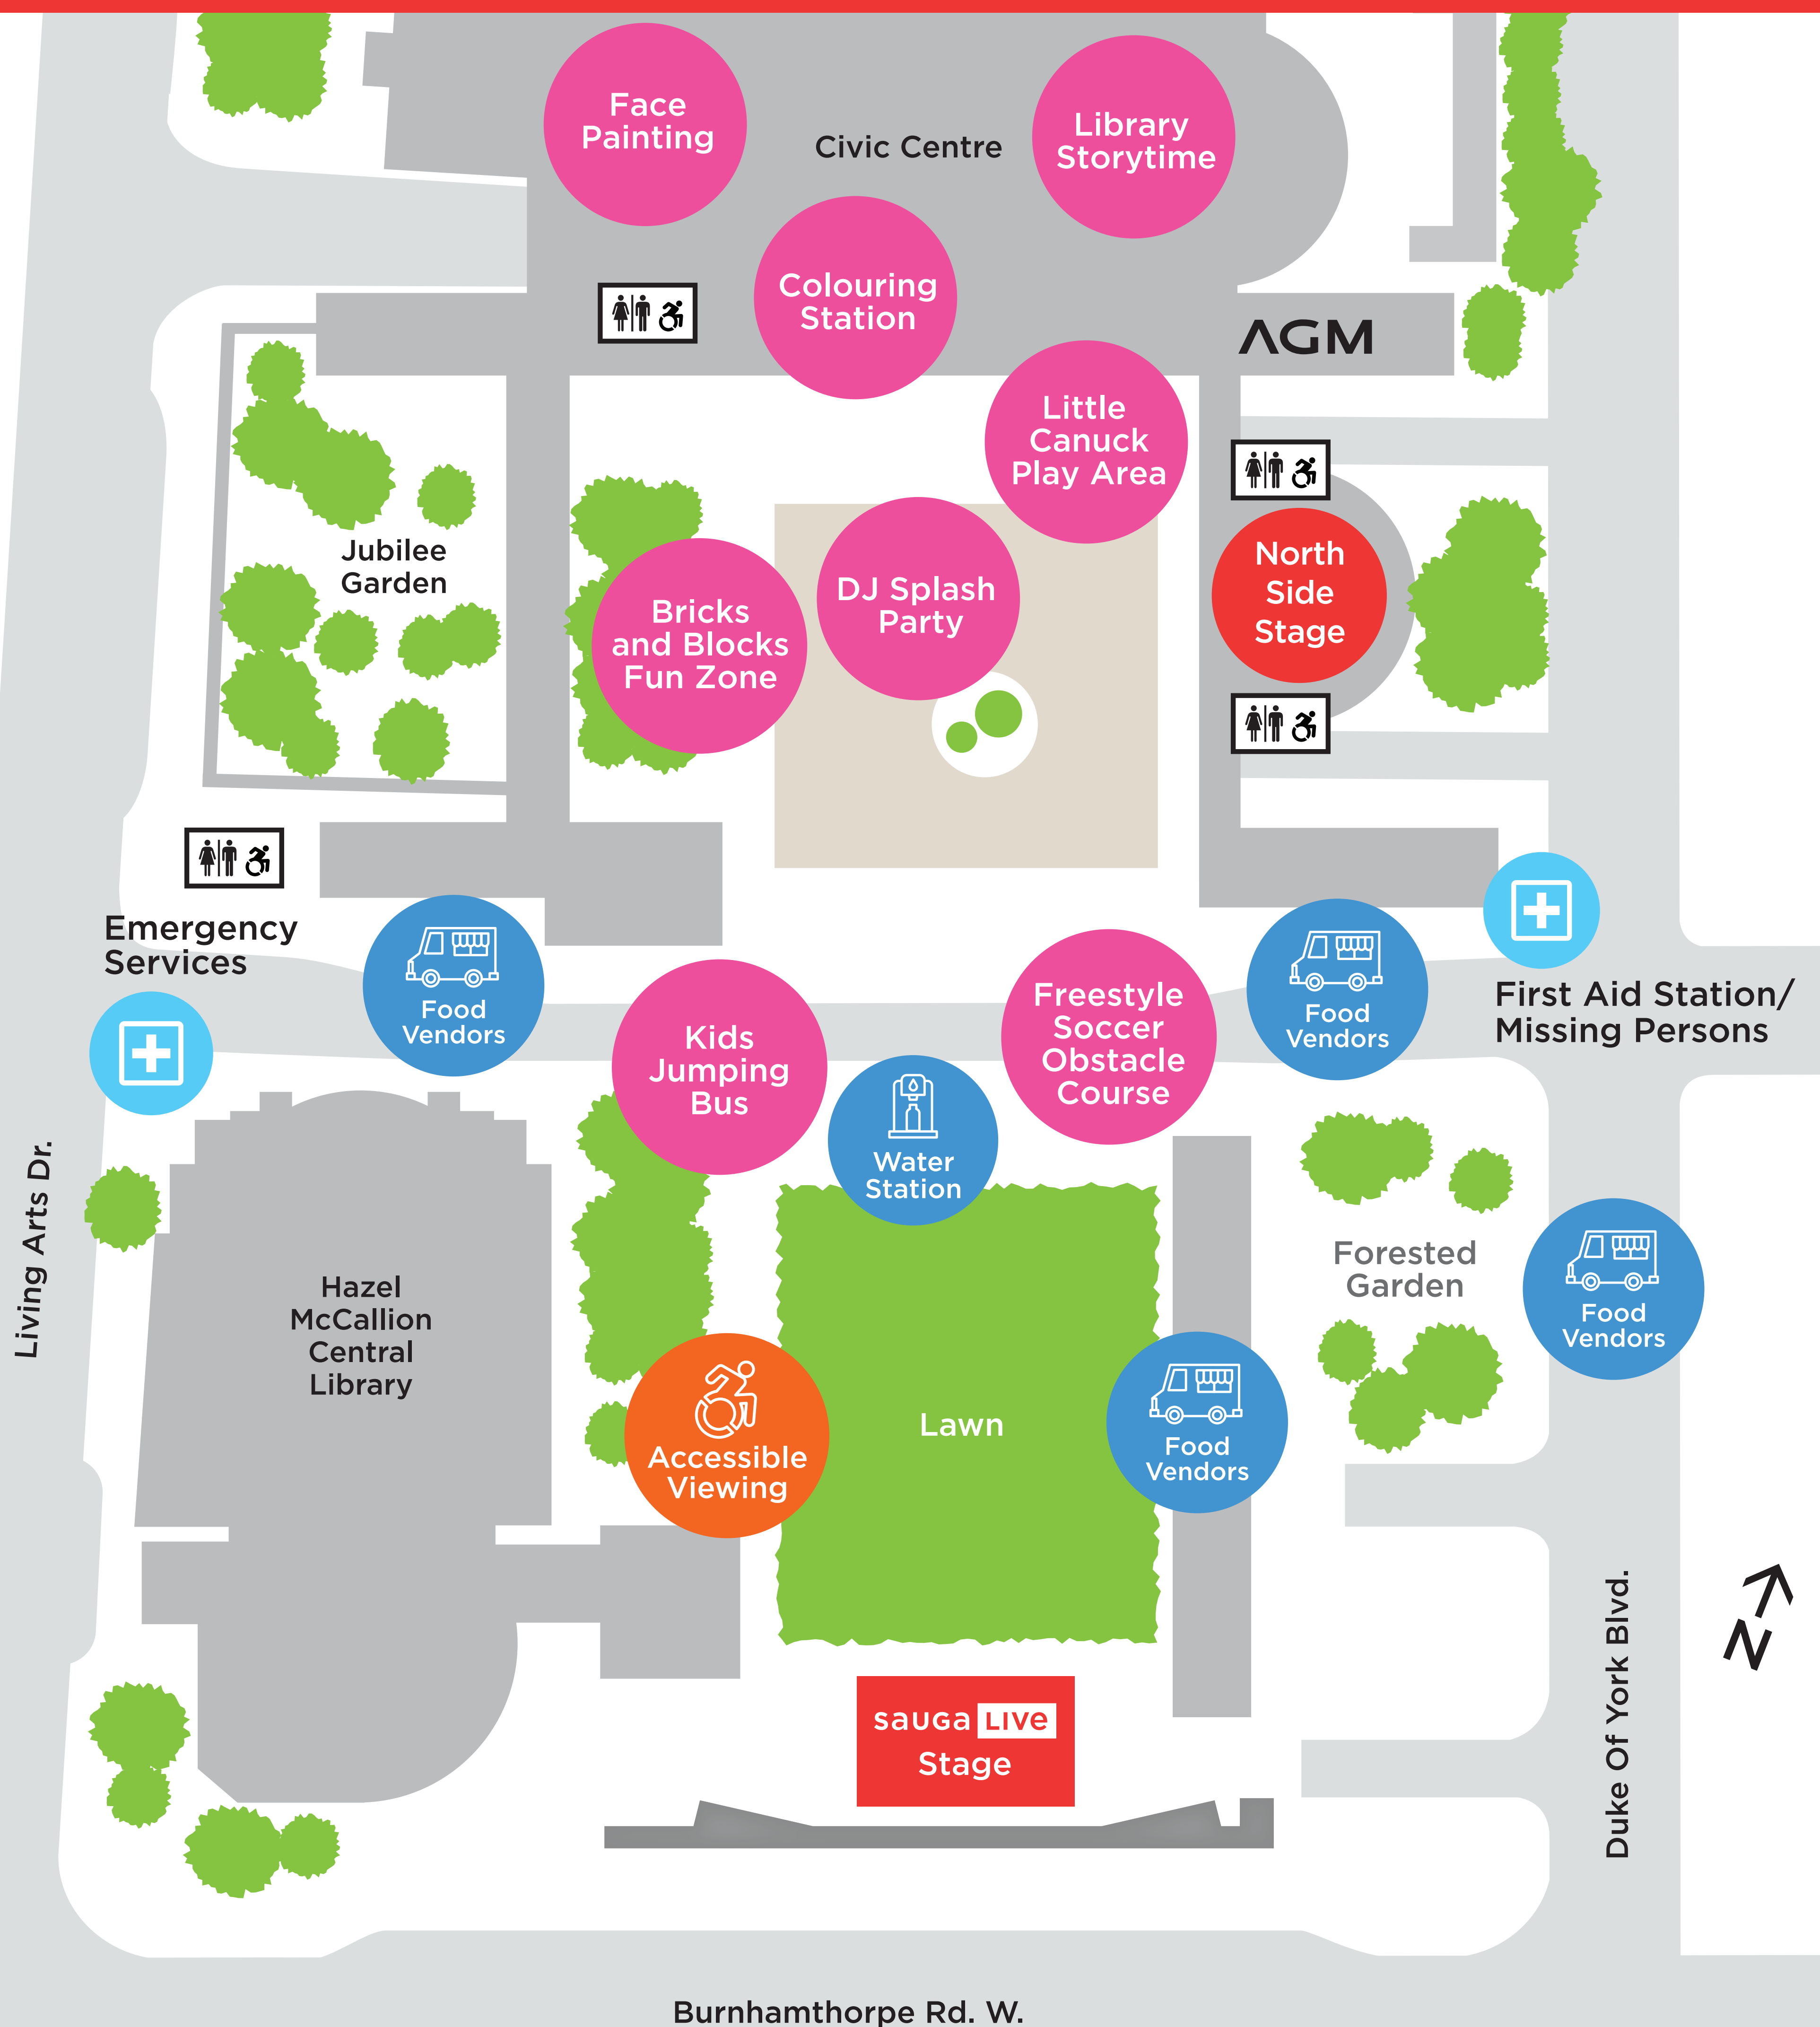 Face
Painting
Civic Centre
Library
Storytime
Colouring
Station
AGM
Little
Canuck
Play Area
Jubilee
Garden
Bricks
and Blocks
Fun Zone
DJ Splash
Party
North
Side
Stage
Emergency
Services
Food
Vendors
Kids
Jumping
Bus
Freestyle
Soccer
Obstacle
Course
Food
Vendors
First Aid Station/
Missing Persons
Water
Station
Living Arts Dr.
Hazel
McCallion
Central
Library
Forested
Garden
Food
Vendors
Accessible
Viewing
Lawn
Food
Vendors
sauga LIVe
Stage
Duke Of York Blvd.
N
Burnhamthorpe Rd. W.